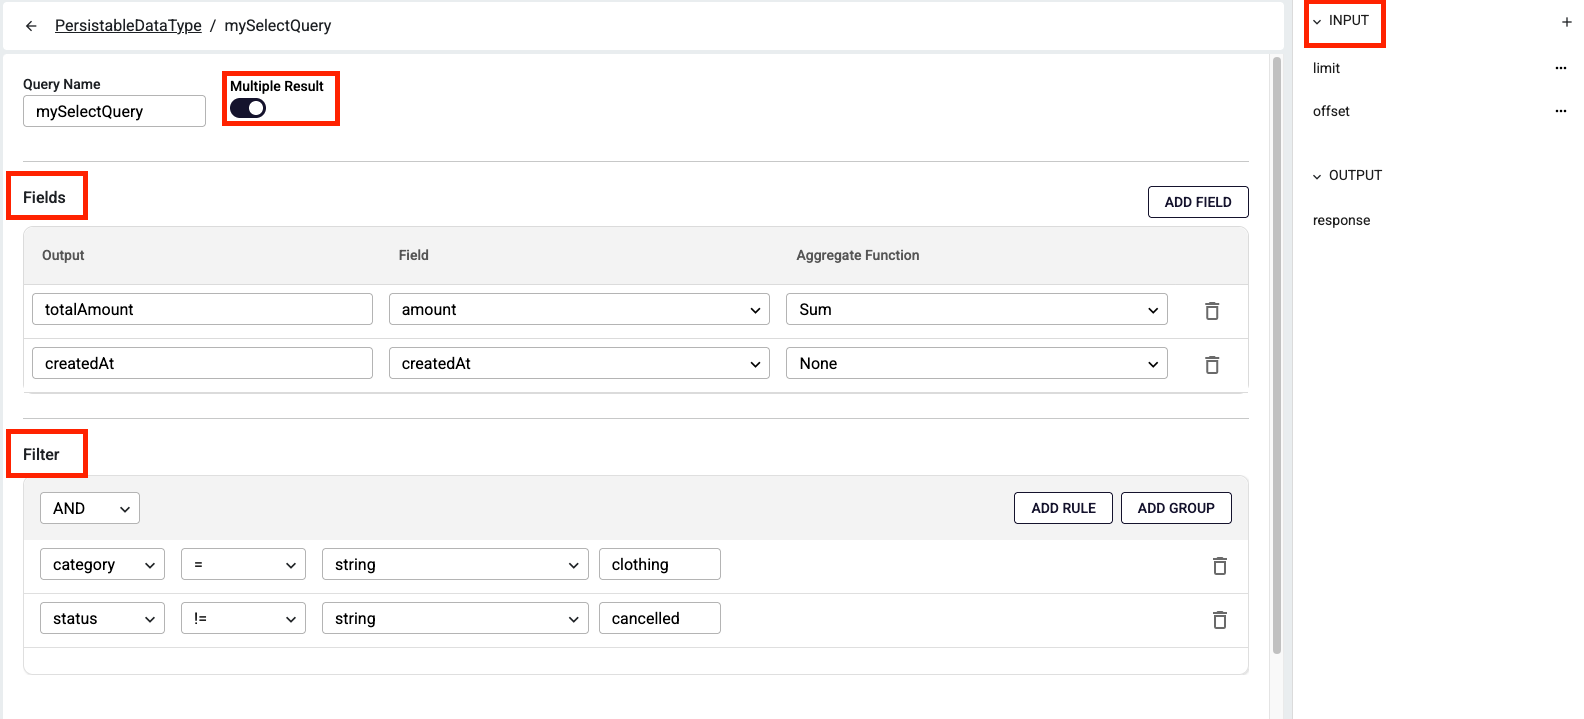 PersistableDataType / mySelectQuery
Query Name
mySelectQuery
Multiple Result
Fields
ADD FIELD
Output Field Aggregate Function
totalAmount amount Sum
createdAt createdAt None
Filter
AND ADD RULE ADD GROUP
category = string clothing
status != string cancelled
INPUT
limit
offset
OUTPUT
response